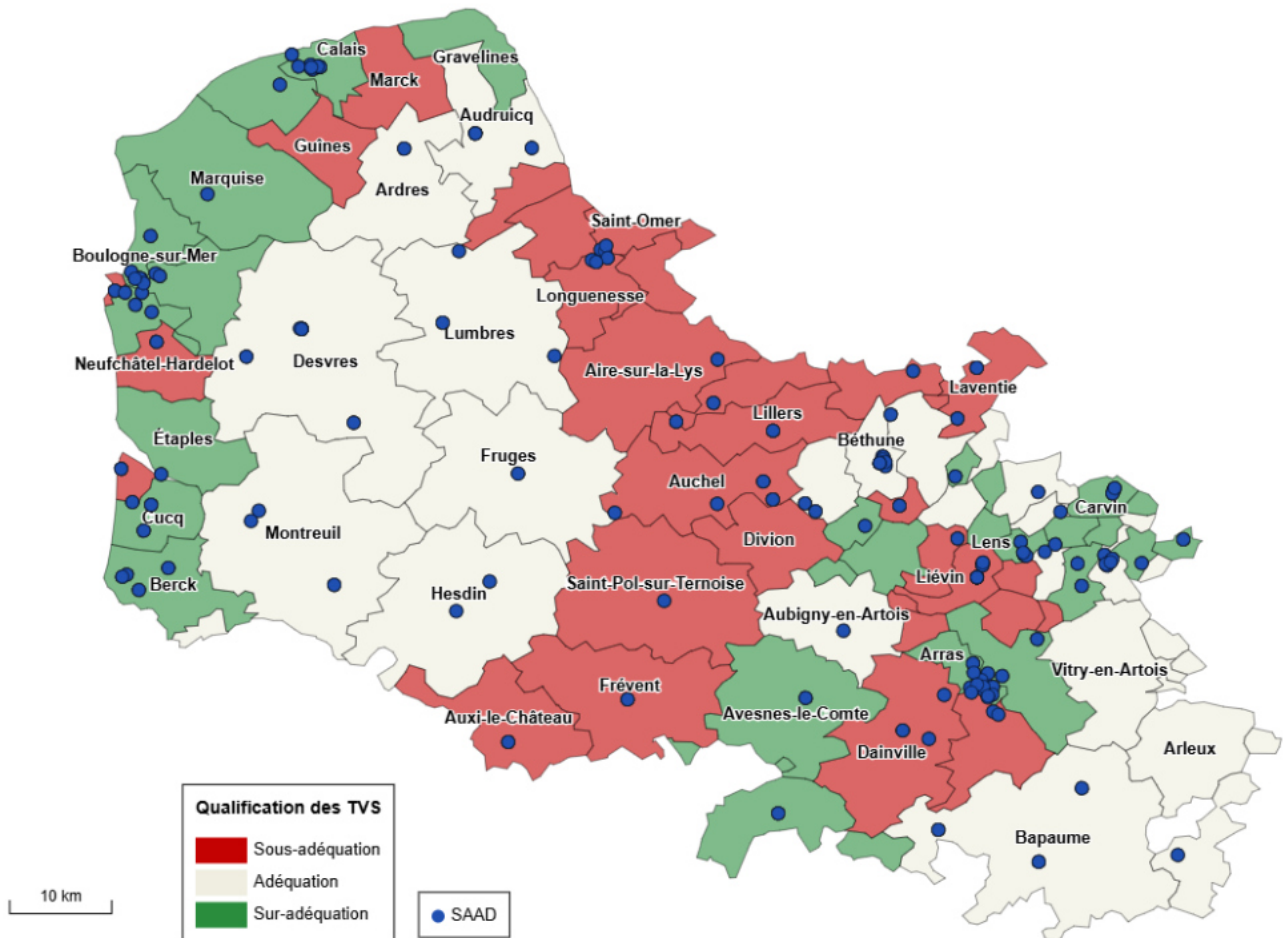 Calais
Gravelines
Marck
Audruicq
Guines
Marquise
Ardres
Saint-Omer
Boulogne-sur-Mer
Longuenesse
Lumbres
Neufchâtel-Hardelot
Desvres
Aire-sur-la-Lys
Laventie
Lillers
Étaples
Béthune
Fruges
Auchel
Carvin
Cucq
Montreuil
Divion
Lens
Liévin
Berck
Hesdin
Saint-Pol-sur-Ternoise
Aubigny-en-Artois
Arras
Vitry-en-Artois
Frévent
Auxi-le-Château
Avesnes-le-Comte
Dainville
Arleux
Bapaume
Qualification des TVS
Sous-adéquation
Adéquation
Sur-adéquation
10 km
SAAD